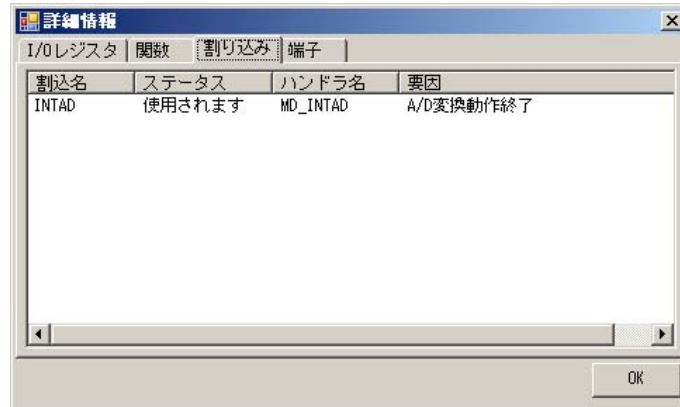 詳細情報
I/Oレジスタ 関数 割り込み 端子
割込名 ステータス ハンドラ名 要因
INTAD 使用されます MD_INTAD A/D変換動作終了
OK